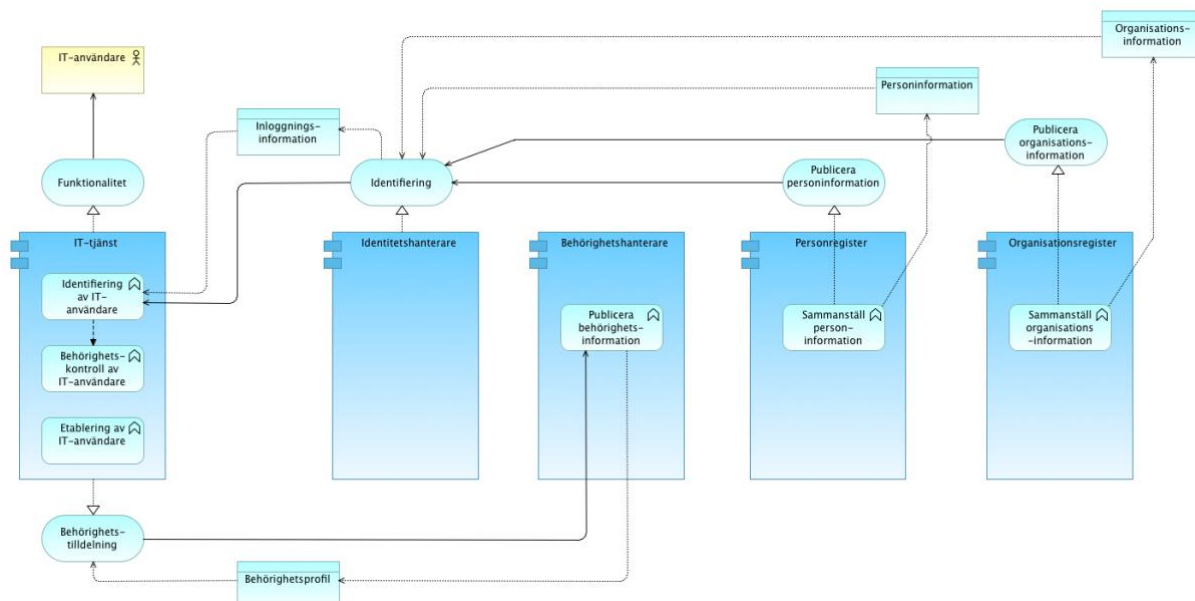 Organisations-
information
IT-användare
Personinformation
Inloggnings-
information
Publicera
organisations-
information
Funktionalitet
Identifiering
Publicera
personinformation
IT-tjänst
Identitetshanterare
Behörighetshanterare
Personregister
Organisationsregister
Identifiering
av IT-
användare
Publicera
behörighets-
information
Sammanställ
person-
information
Sammanställ
organisations
-information
Behörighets-
kontroll av
IT-användare
Etablering av
IT-användare
Behörighets-
tilldelning
Behörighetsprofil